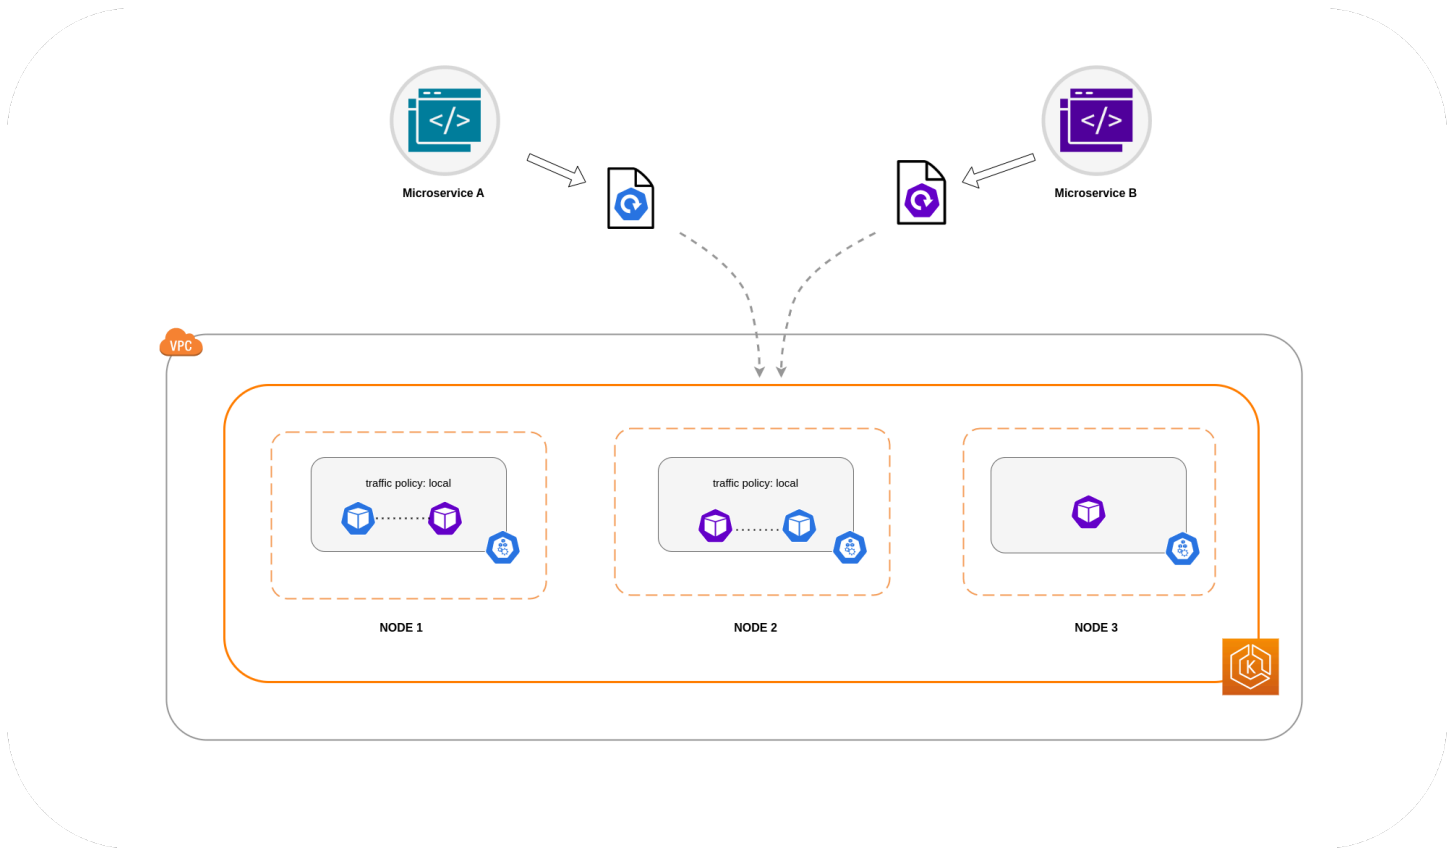 </>
</>
Microservice A
Microservice B
VPC
traffic policy: local
traffic policy: local
NODE 1
NODE 2
NODE 3
K